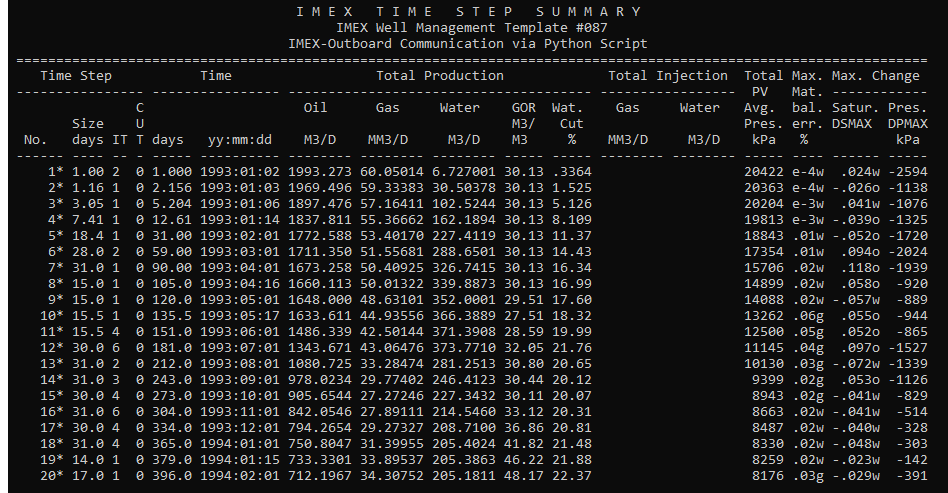 I M E X   T I M E   S T E P   S U M M A R Y
IMEX Well Management Template #087
IMEX-Outboard Communication via Python Script
==================================================================================================================
Time Step Time Total Production Total Injection Total Max. Max. Change
---------------- ----------------- --------------------------------------- ---------------- PV Mat. ------------
C Oil Gas Water GOR Wat. Gas Water Avg. bal. Satur. Pres.
Size U M3/ Cut Pres. err. DSMAX DPMAX
No. days IT T days yy:mm:dd M3/D MM3/D M3/D M3 % MM3/D M3/D kPa % kPa
------ ---- -- - ----- ---------- -------- -------- -------- ----- ----- -------- -------- ----- ---- ------ -----
1* 1.00 2 0 1.000 1993:01:02 1993.273 60.05014 6.727001 30.13 .3364 20422 e-4w .024w -2594
2* 1.16 1 0 2.156 1993:01:03 1969.496 59.33383 30.50378 30.13 1.525 20363 e-4w -.026o -1138
3* 3.05 1 0 5.204 1993:01:06 1897.476 57.16411 102.5244 30.13 5.126 20204 e-3w .041w -1076
4* 7.41 1 0 12.61 1993:01:14 1837.811 55.36662 162.1894 30.13 8.109 19813 e-3w -.039o -1325
5* 18.4 1 0 31.00 1993:02:01 1772.588 53.40170 227.4119 30.13 11.37 18843 .01w -.052o -1720
6* 28.0 2 0 59.00 1993:03:01 1711.350 51.55681 288.6501 30.13 14.43 17354 .01w .094o -2024
7* 31.0 1 0 90.00 1993:04:01 1673.258 50.40925 326.7415 30.13 16.34 15706 .02w .118o -1939
8* 15.0 1 0 105.0 1993:04:16 1660.113 50.01322 339.8873 30.13 16.99 14899 .02w .058o -920
9* 15.0 1 0 120.0 1993:05:01 1648.000 48.63101 352.0001 29.51 17.60 14088 .02w -.057w -889
10* 15.5 1 0 135.5 1993:05:17 1633.611 44.93556 366.3889 27.51 18.32 13262 .06g .055o -944
11* 15.5 4 0 151.0 1993:06:01 1486.339 42.50144 371.3908 28.59 19.99 12500 .05g .052o -865
12* 30.0 6 0 181.0 1993:07:01 1343.671 43.06476 373.7710 32.05 21.76 11145 .04g .097o -1527
13* 31.0 2 0 212.0 1993:08:01 1080.725 33.28474 281.2513 30.80 20.65 10130 .03g -.072w -1339
14* 31.0 3 0 243.0 1993:09:01 978.0234 29.77402 246.4123 30.44 20.12 9399 .02g .053o -1126
15* 30.0 4 0 273.0 1993:10:01 905.6544 27.27246 227.3432 30.11 20.07 8943 .02g -.041w -829
16* 31.0 6 0 304.0 1993:11:01 842.0546 27.89111 214.5460 33.12 20.31 8663 .02w -.041w -514
17* 30.0 4 0 334.0 1993:12:01 794.2654 29.27327 208.7100 36.86 20.81 8487 .02w -.040w -328
18* 31.0 4 0 365.0 1994:01:01 750.8047 31.39955 205.4024 41.82 21.48 8330 .02w -.048w -303
19* 14.0 1 0 379.0 1994:01:15 733.3301 33.89537 205.3863 46.22 21.88 8259 .02w -.023w -142
20* 17.0 1 0 396.0 1994:02:01 712.1967 34.30752 205.1811 48.17 22.37 8176 .03g -.029w -391